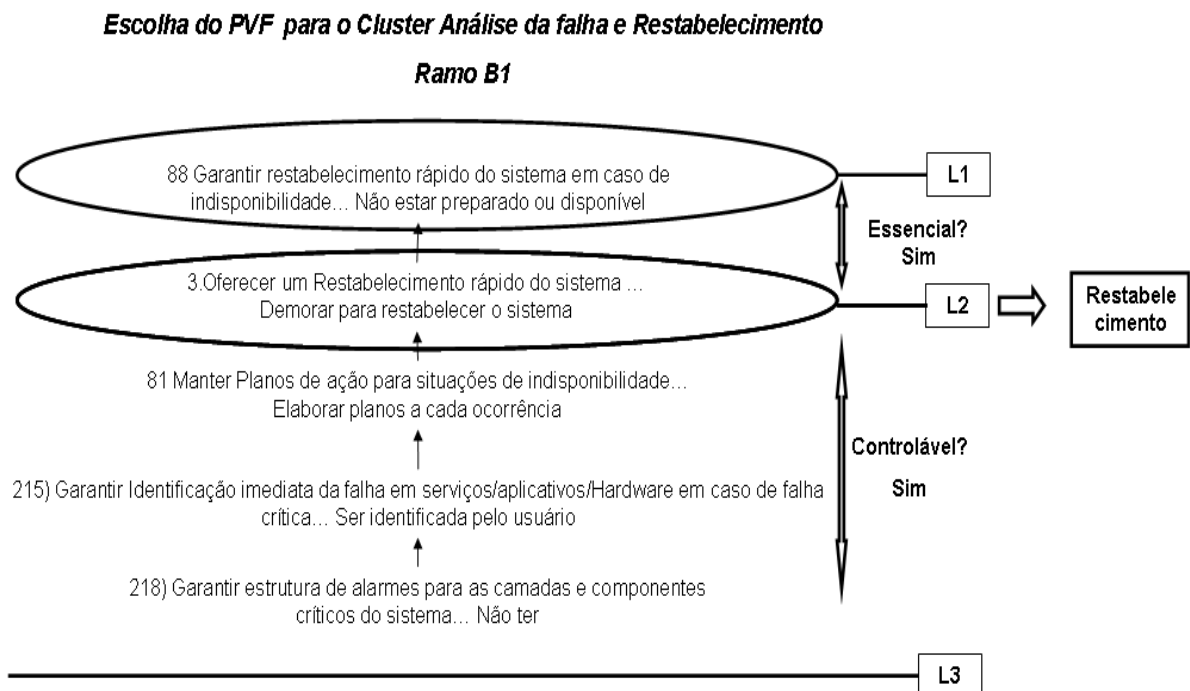 Escolha do PVF para o Cluster Análise da falha e Restabelecimento
Ramo B1
88 Garantir restabelecimento rápido do sistema em caso de
indisponibilidade... Não estar preparado ou disponível
L1
Essencial?
Sim
3.Oferecer um Restabelecimento rápido do sistema ...
Demorar para restabelecer o sistema
L2
Restabele
cimento
81 Manter Planos de ação para situações de indisponibilidade...
Elaborar planos a cada ocorrência
Controlável?
Sim
215) Garantir Identificação imediata da falha em serviços/aplicativos/Hardware em caso de falha
crítica... Ser identificada pelo usuário
218) Garantir estrutura de alarmes para as camadas e componentes
críticos do sistema... Não ter
L3